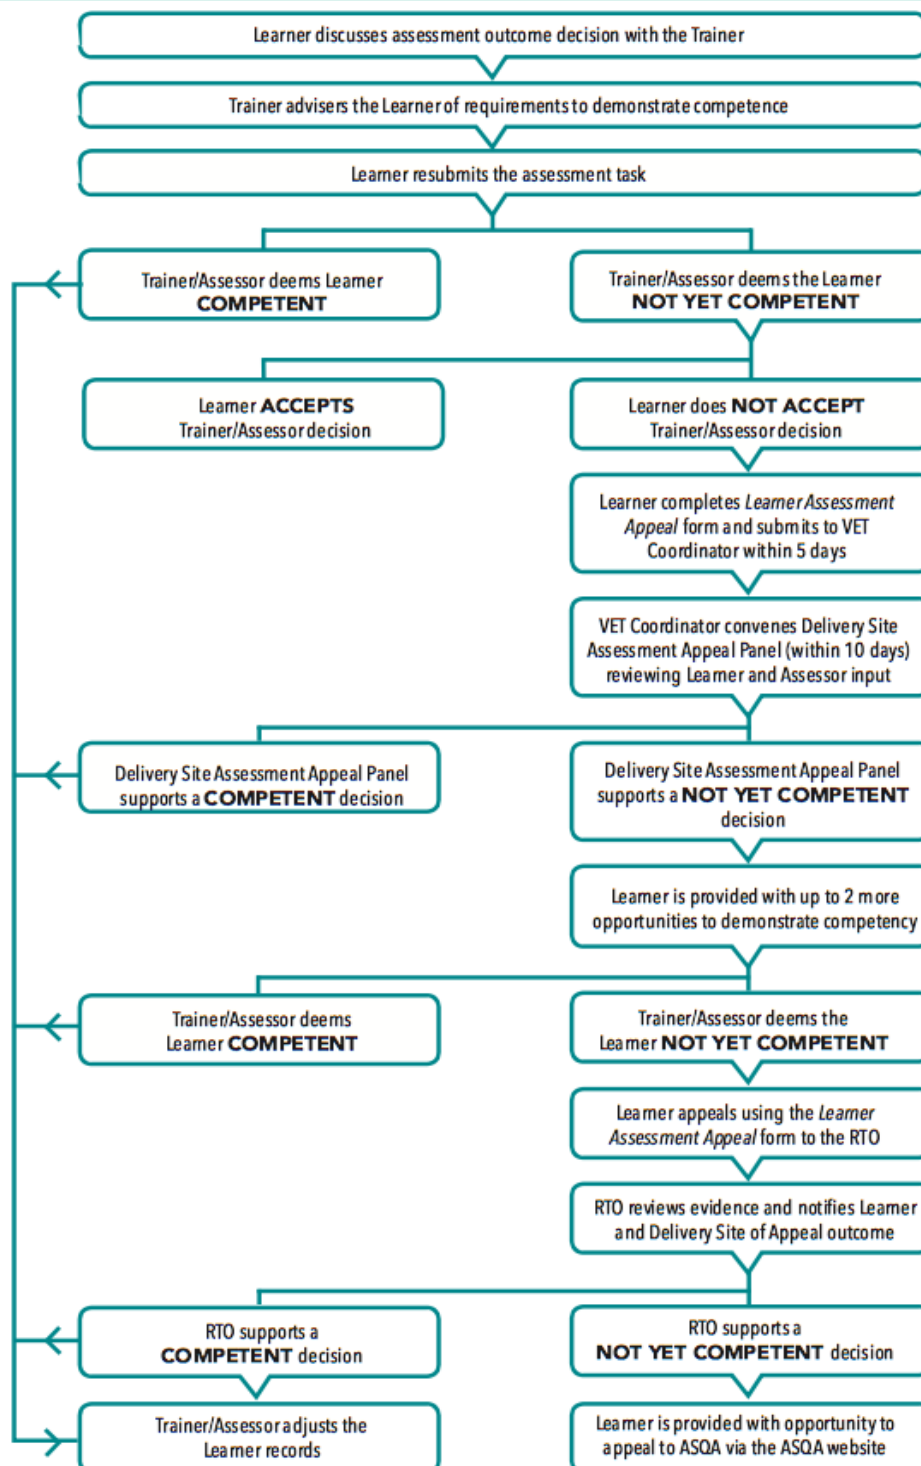 Learner discusses assessment outcome decision with the Trainer
Trainer advisers the Learner of requirements to demonstrate competence
Learner resubmits the assessment task
Trainer/Assessor deems Learner
COMPETENT
Trainer/Assessor deems the Learner
NOT YET COMPETENT
Learner ACCEPTS
Trainer/Assessor decision
Learner does NOT ACCEPT
Trainer/Assessor decision
Learner completes Learner Assessment
Appeal form and submits to VET
Coordinator within 5 days
VET Coordinator convenes Delivery Site
Assessment Appeal Panel (within 10 days)
reviewing Learner and Assessor input
Delivery Site Assessment Appeal Panel
supports a COMPETENT decision
Delivery Site Assessment Appeal Panel
supports a NOT YET COMPETENT
decision
Learner is provided with up to 2 more
opportunities to demonstrate competency
Trainer/Assessor deems
Learner COMPETENT
Trainer/Assessor deems the
Learner NOT YET COMPETENT
Learner appeals using the Learner
Assessment Appeal form to the RTO
RTO reviews evidence and notifies Learner
and Delivery Site of Appeal outcome
RTO supports a
COMPETENT decision
RTO supports a
NOT YET COMPETENT decision
Trainer/Assessor adjusts the
Learner records
Learner is provided with opportunity to
appeal to ASQA via the ASQA website